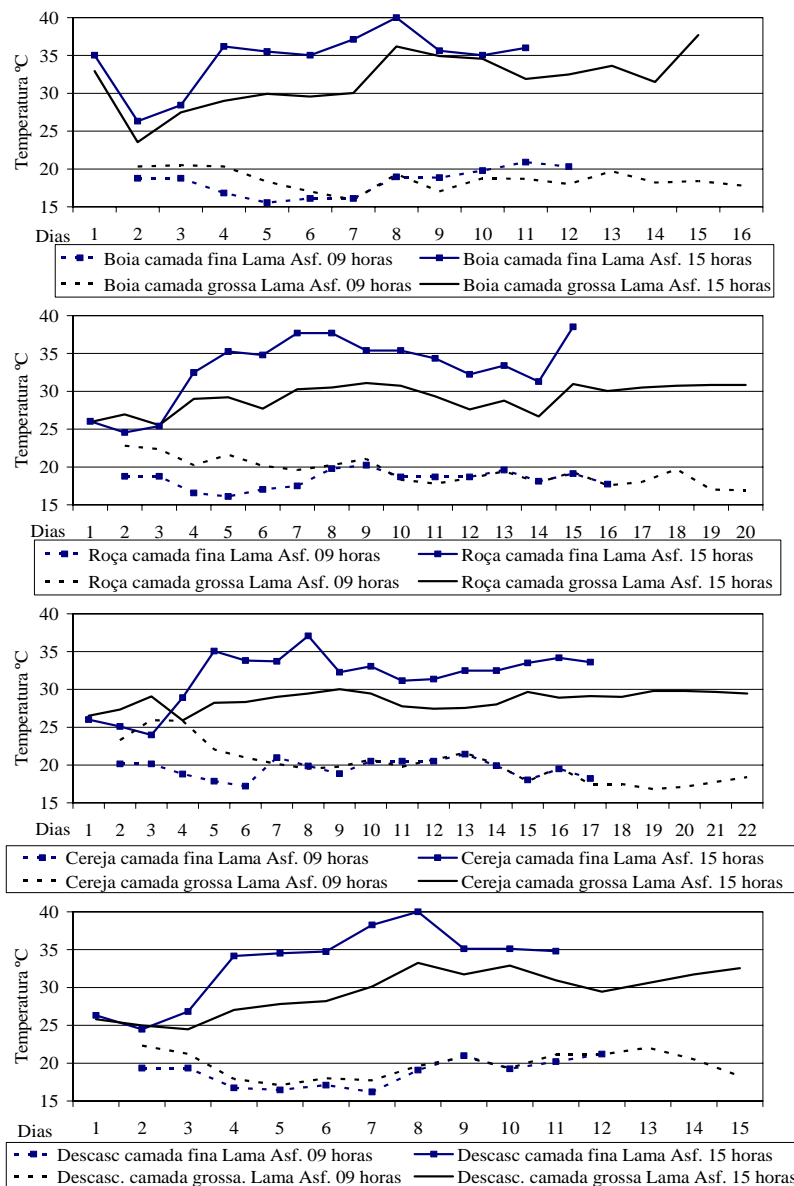 40
35
30
25
20
15
Temperatura ºC
Dias 1 2 3 4 5 6 7 8 9 10 11 12 13 14 15 16
Boia camada fina Lama Asf. 09 horas Boia camada fina Lama Asf. 15 horas
Boia camada grossa Lama Asf. 09 horas Boia camada grossa Lama Asf. 15 horas
40
35
30
25
20
15
Temperatura ºC
Dias 1 2 3 4 5 6 7 8 9 10 11 12 13 14 15 16 17 18 19 20
Roça camada fina Lama Asf. 09 horas Roça camada fina Lama Asf. 15 horas
Roça camada grossa Lama Asf. 09 horas Roça camada grossa Lama Asf. 15 horas
40
35
30
25
20
15
Temperatura ºC
Dias 1 2 3 4 5 6 7 8 9 10 11 12 13 14 15 16 17 18 19 20 21 22
Cereja camada fina Lama Asf. 09 horas Cereja camada fina Lama Asf. 15 horas
Cereja camada grossa Lama Asf. 09 horas Cereja camada grossa Lama Asf. 15 horas
40
35
30
25
20
15
Temperatura ºC
Dias 1 2 3 4 5 6 7 8 9 10 11 12 13 14 15
Descasc camada fina Lama Asf. 09 horas Descasc camada fina Lama Asf. 15 horas
Descasc. camada grossa. Lama Asf. 09 horas Descasc. camada grossa Lama Asf. 15 horas